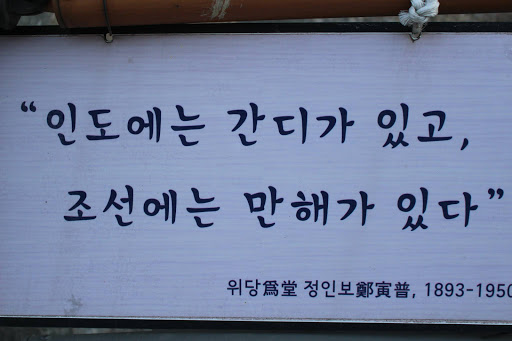 “인도에는 간디가 있고,
조선에는 만해가 있다”
위당爲堂 정인보鄭寅普, 1893-1950